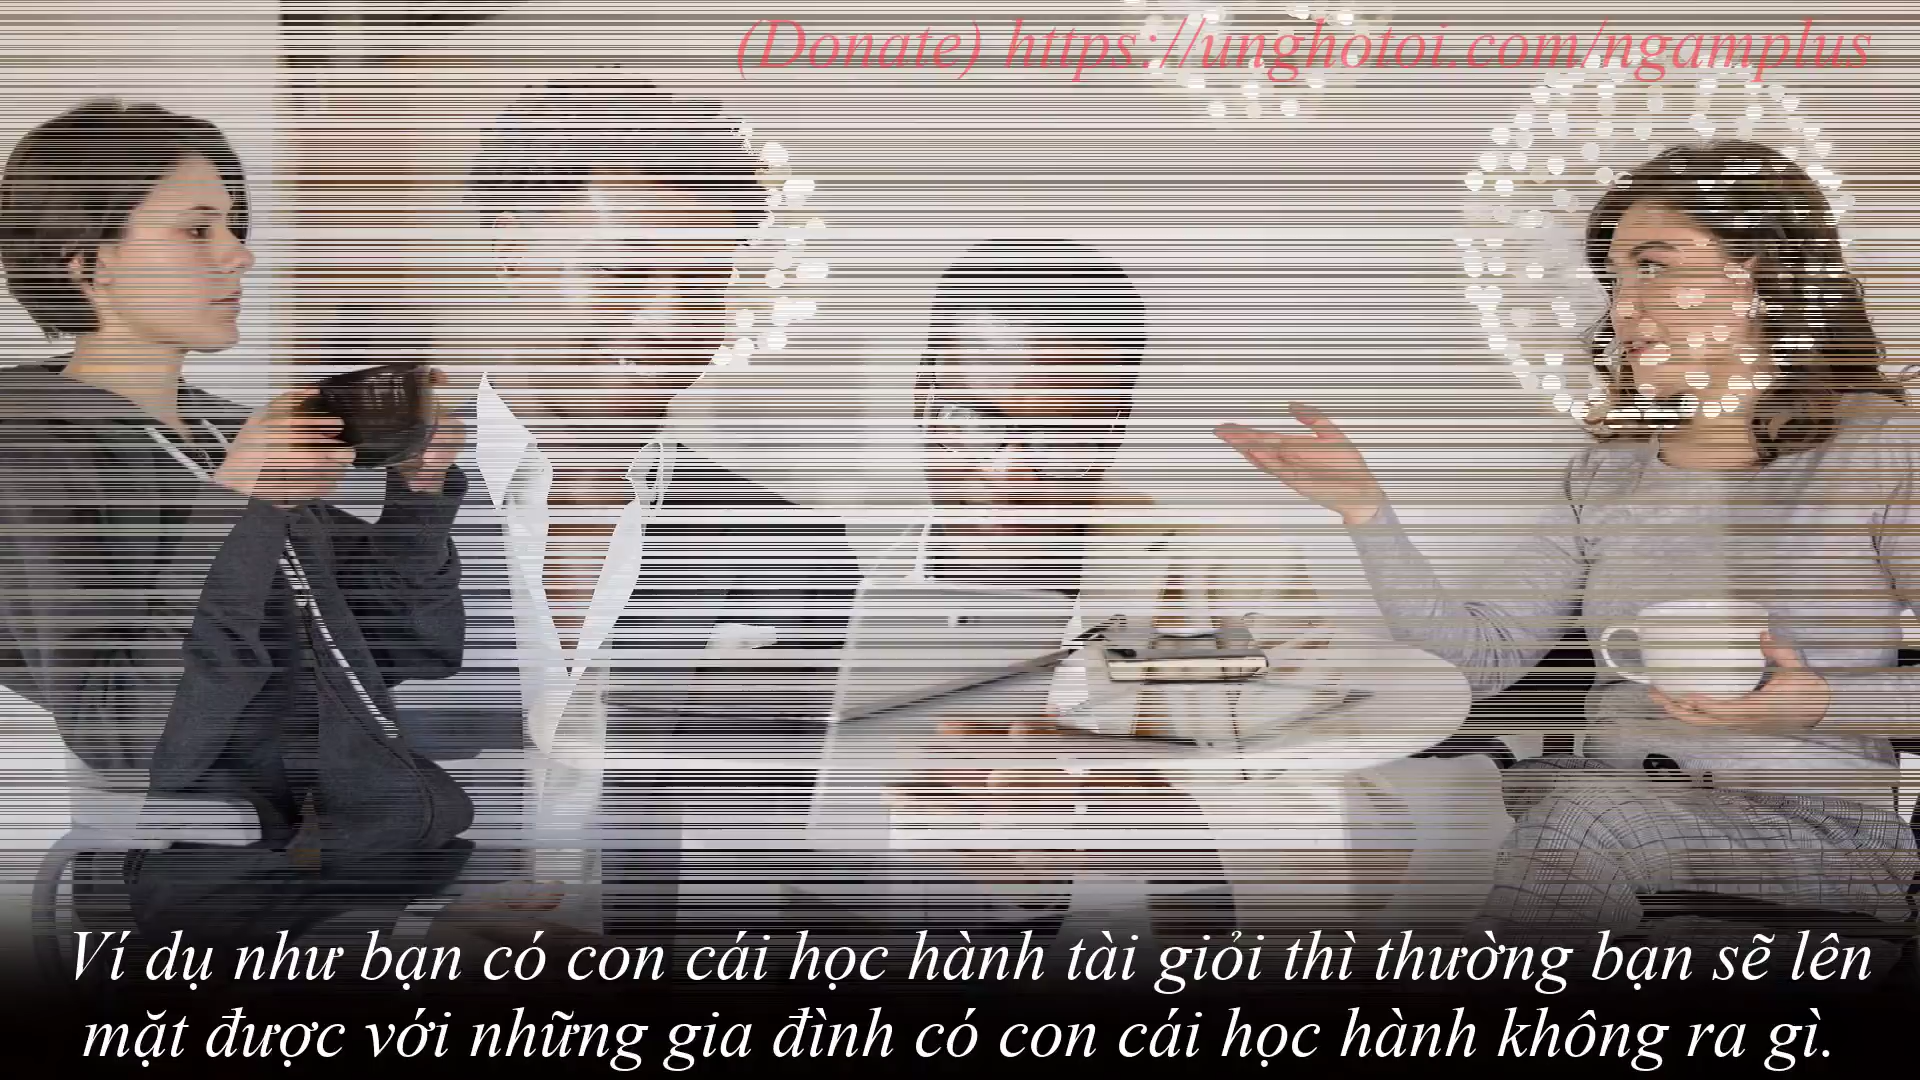 (Donate) https://unghotoi.com/ngamplus
Ví dụ như bạn có con cái học hành tài giỏi thì thường bạn sẽ lên
mặt được với những gia đình có con cái học hành không ra gì.